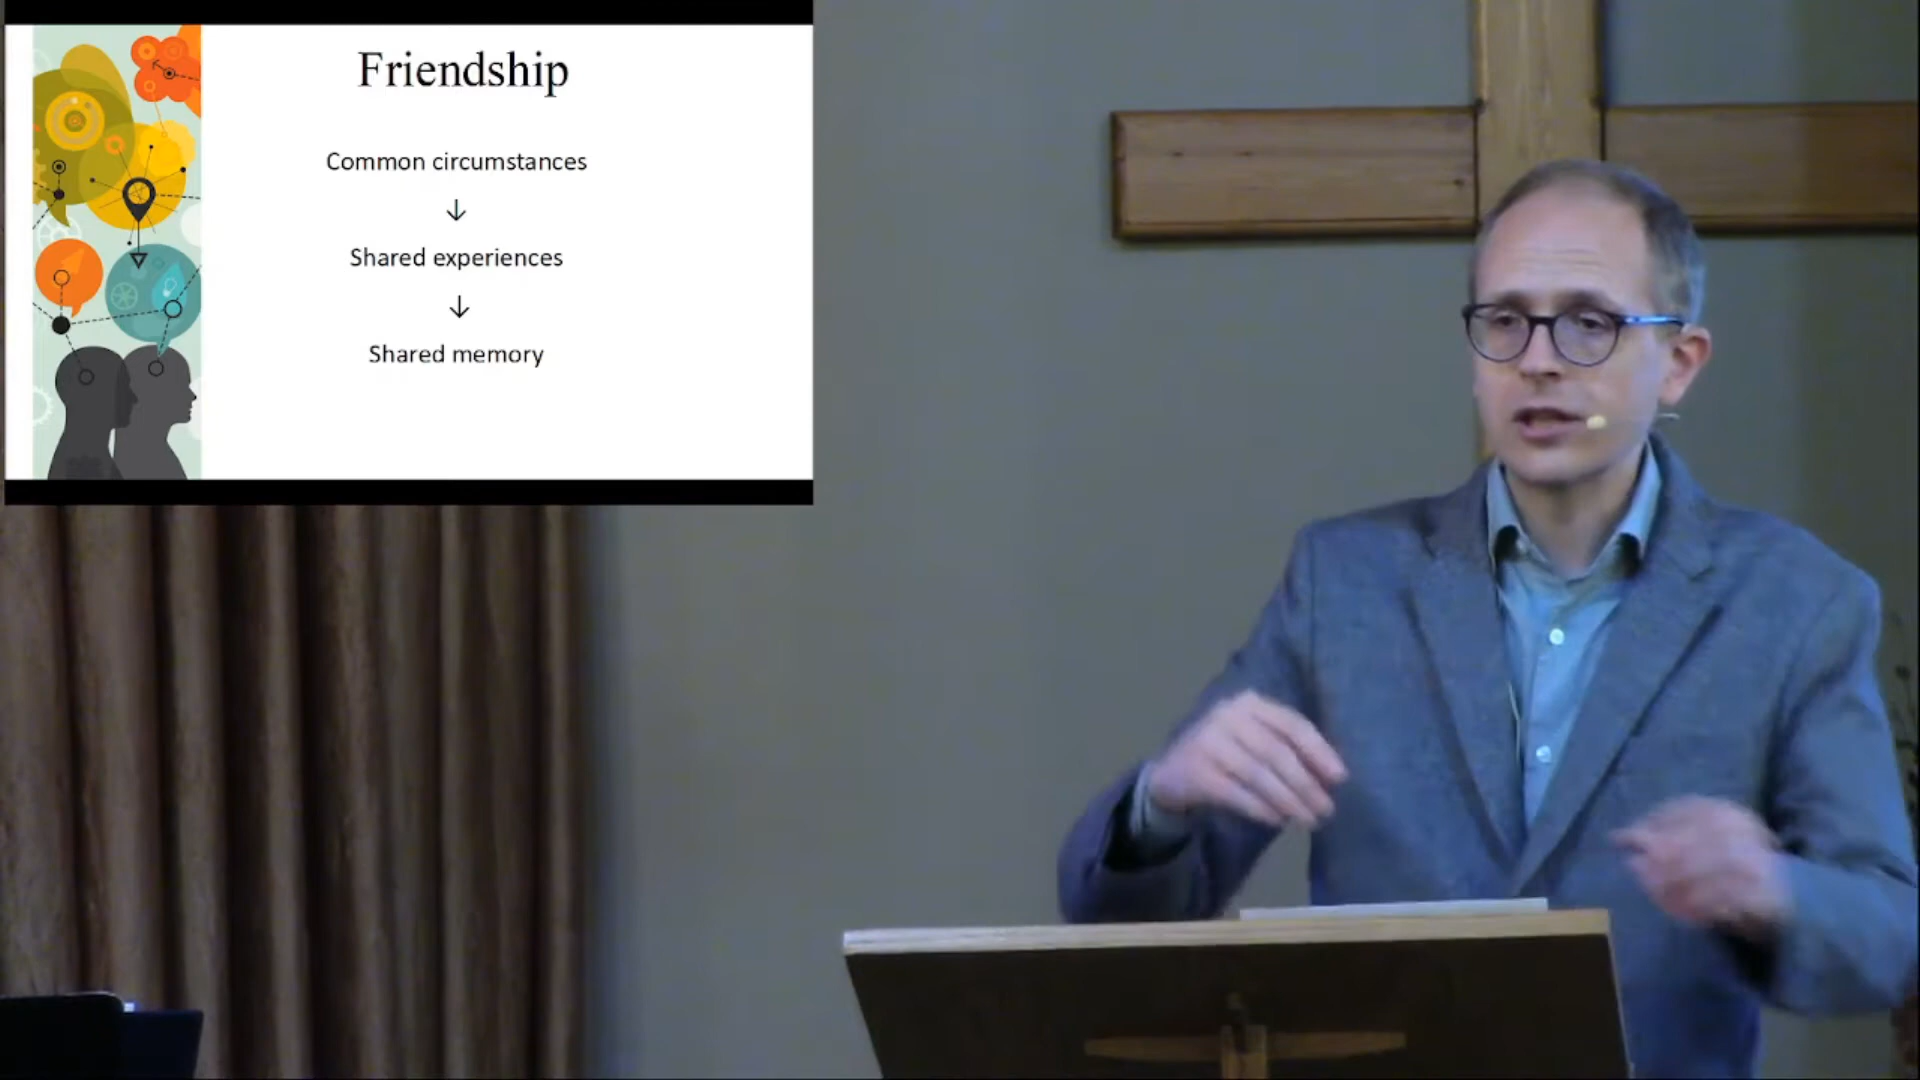 Friendship
Common circumstances
↓
Shared experiences
↓
Shared memory